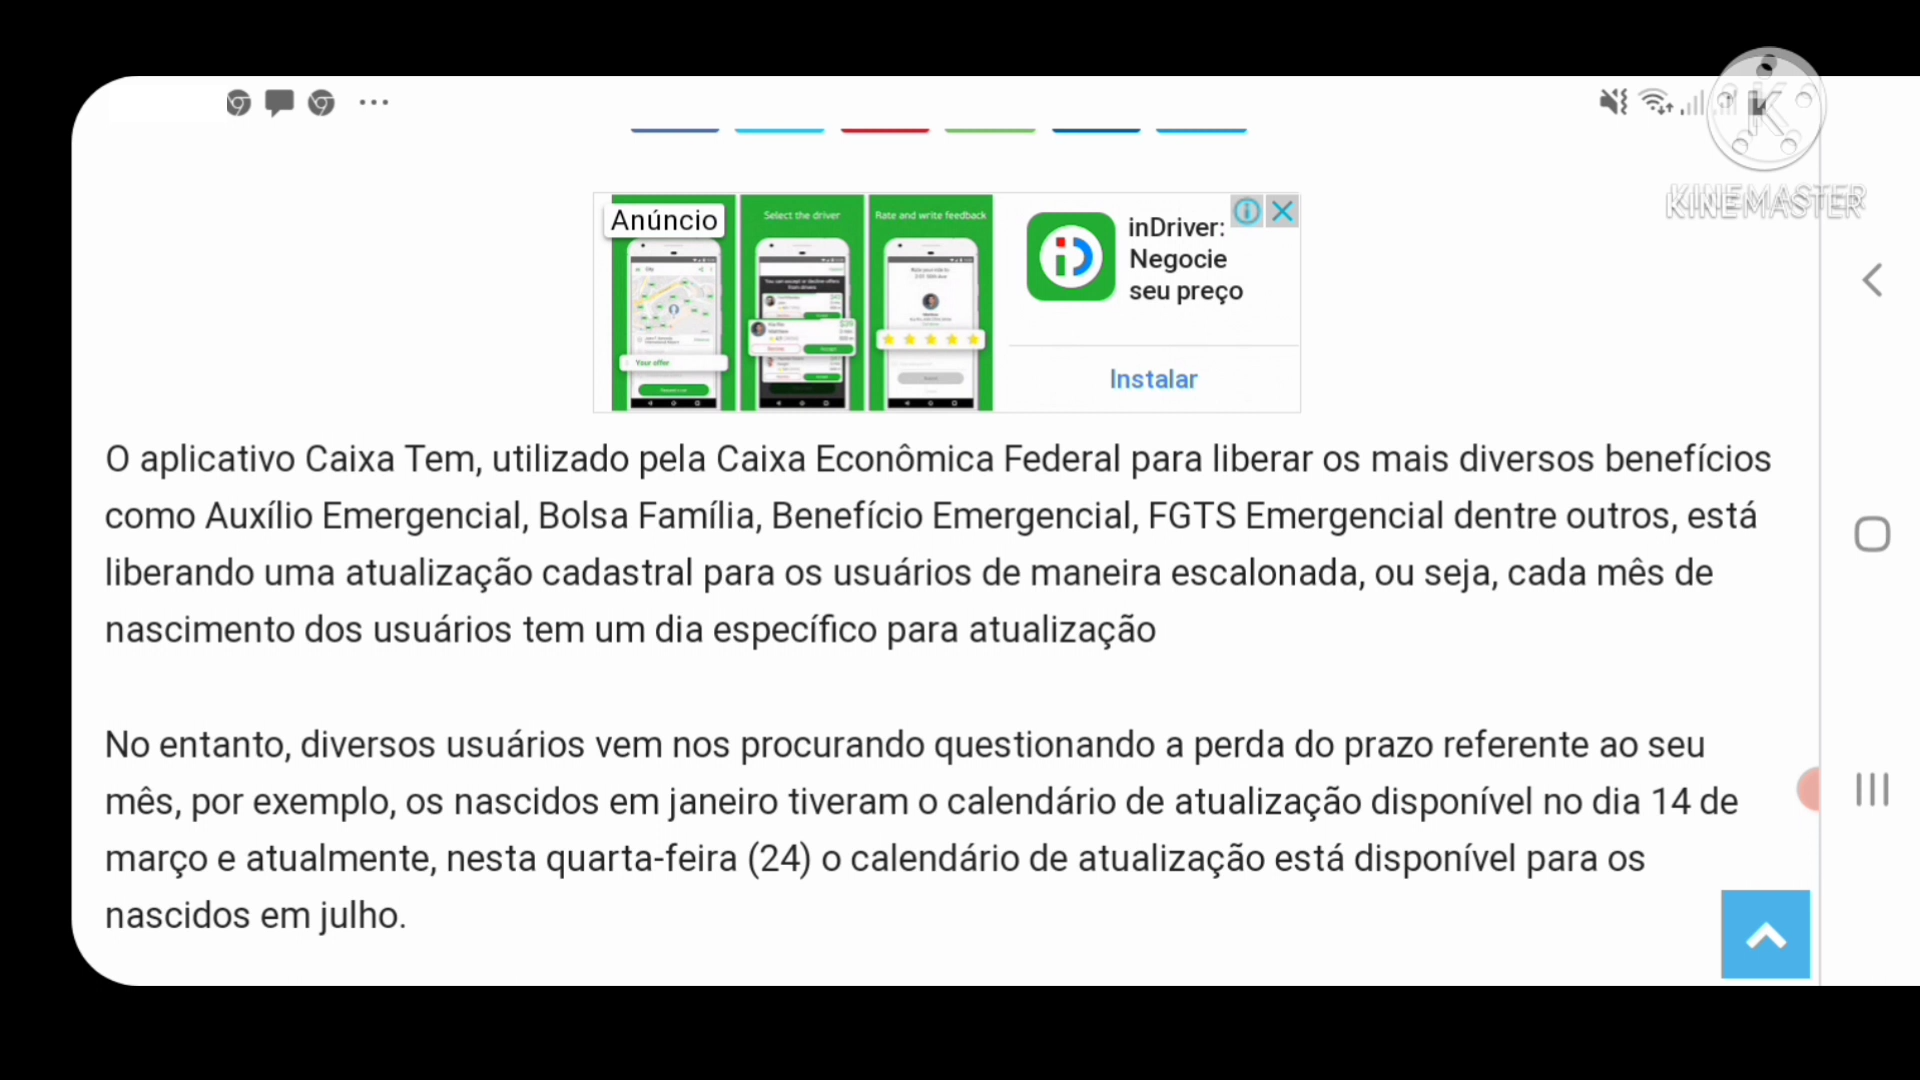 KINEMASTER
Anúncio
Select the driver
Rate and write feedback
Your offer
inDriver:
Negocie
seu preço
Instalar
O aplicativo Caixa Tem, utilizado pela Caixa Econômica Federal para liberar os mais diversos benefícios
como Auxílio Emergencial, Bolsa Família, Benefício Emergencial, FGTS Emergencial dentre outros, está
liberando uma atualização cadastral para os usuários de maneira escalonada, ou seja, cada mês de
nascimento dos usuários tem um dia específico para atualização
No entanto, diversos usuários vem nos procurando questionando a perda do prazo referente ao seu
mês, por exemplo, os nascidos em janeiro tiveram o calendário de atualização disponível no dia 14 de
março e atualmente, nesta quarta-feira (24) o calendário de atualização está disponível para os
nascidos em julho.